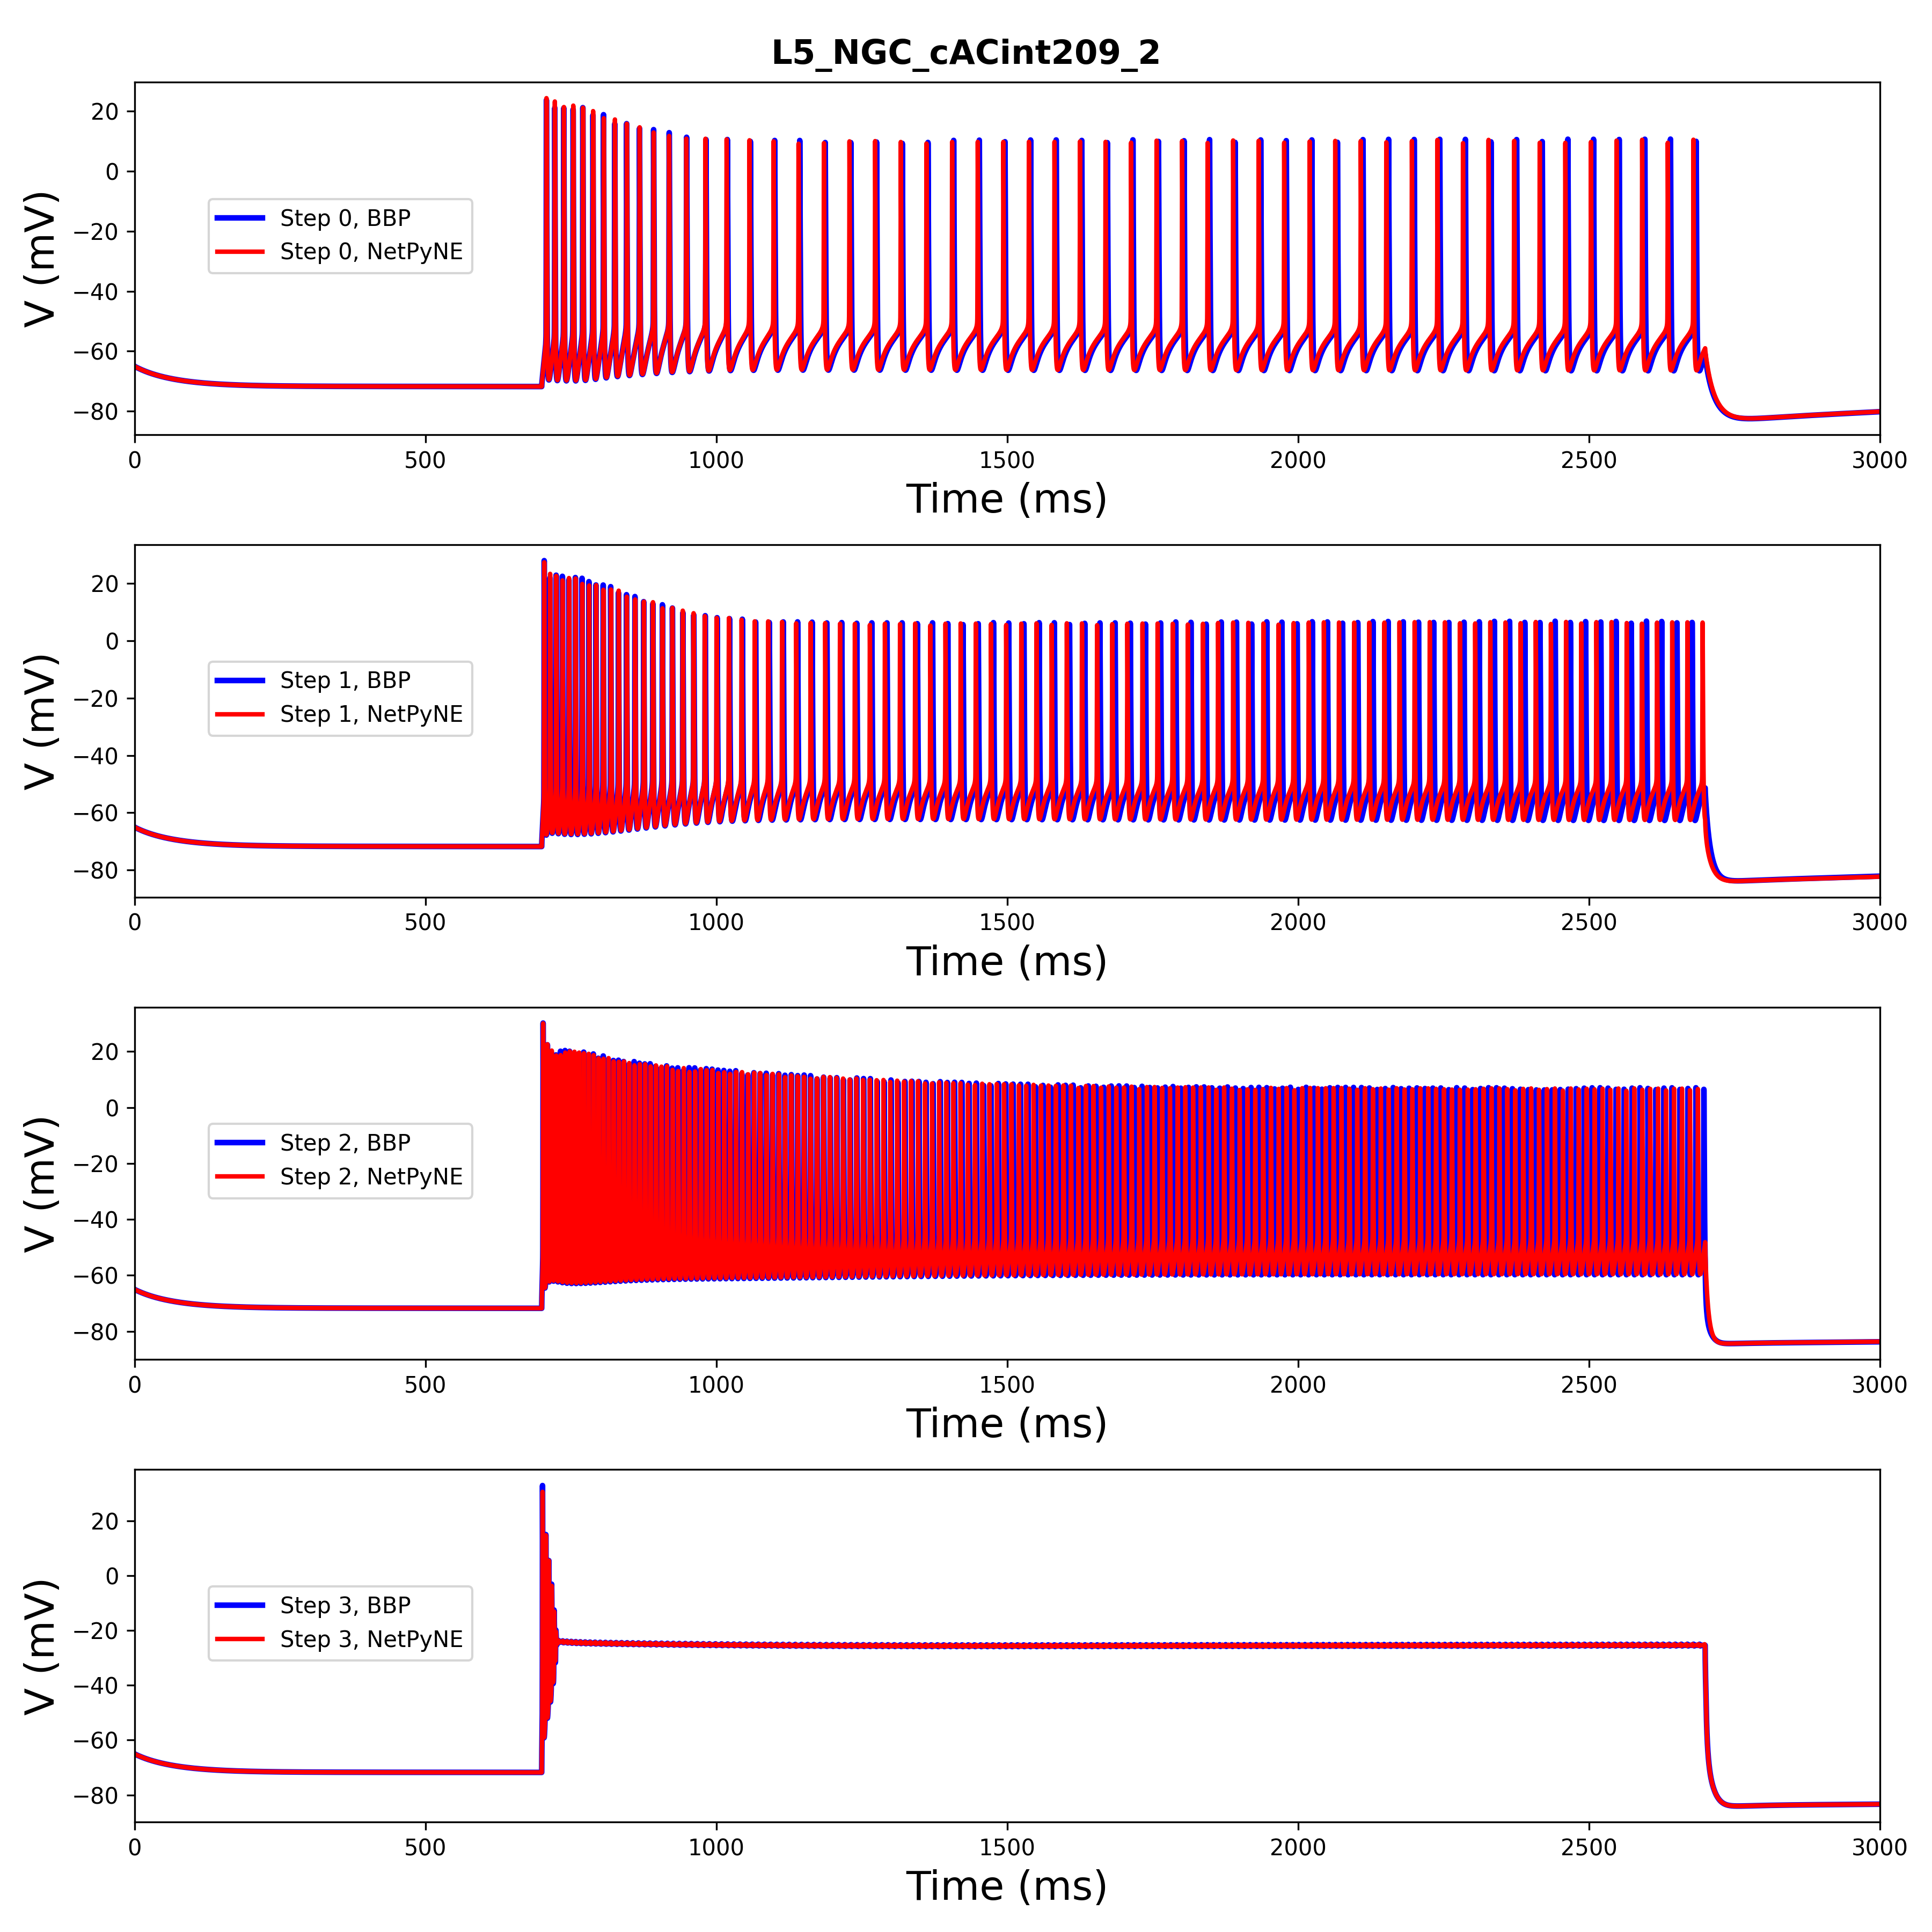 L5_NGC_cACint209_2
20
0
−20
−40
−60
−80
V (mV)
Step 0, BBP
Step 0, NetPyNE
0 500 1000 1500 2000 2500 3000
Time (ms)
20
0
−20
−40
−60
−80
V (mV)
Step 1, BBP
Step 1, NetPyNE
0 500 1000 1500 2000 2500 3000
Time (ms)
20
0
−20
−40
−60
−80
V (mV)
Step 2, BBP
Step 2, NetPyNE
0 500 1000 1500 2000 2500 3000
Time (ms)
20
0
−20
−40
−60
−80
V (mV)
Step 3, BBP
Step 3, NetPyNE
0 500 1000 1500 2000 2500 3000
Time (ms)